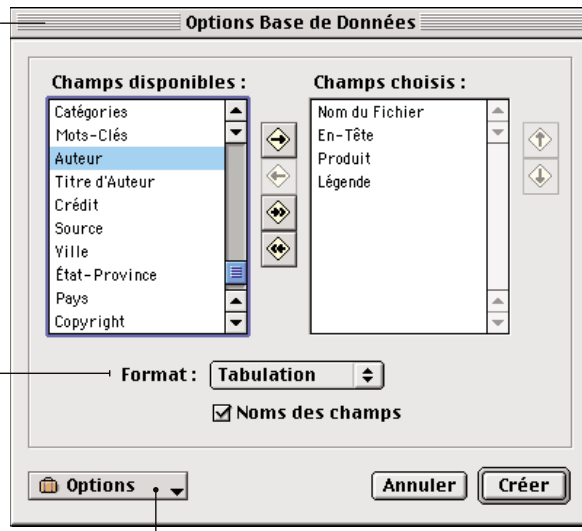 Options Base de Données
Champs disponibles :
Catégories
Mots-Clés
Auteur
Titre d'Auteur
Crédit
Source
Ville
État-Province
Pays
Copyright
Champs choisis :
Nom du Fichier
En-Tête
Produit
Légende
Format : Tabulation
Noms des champs
Options
Annuler
Créer